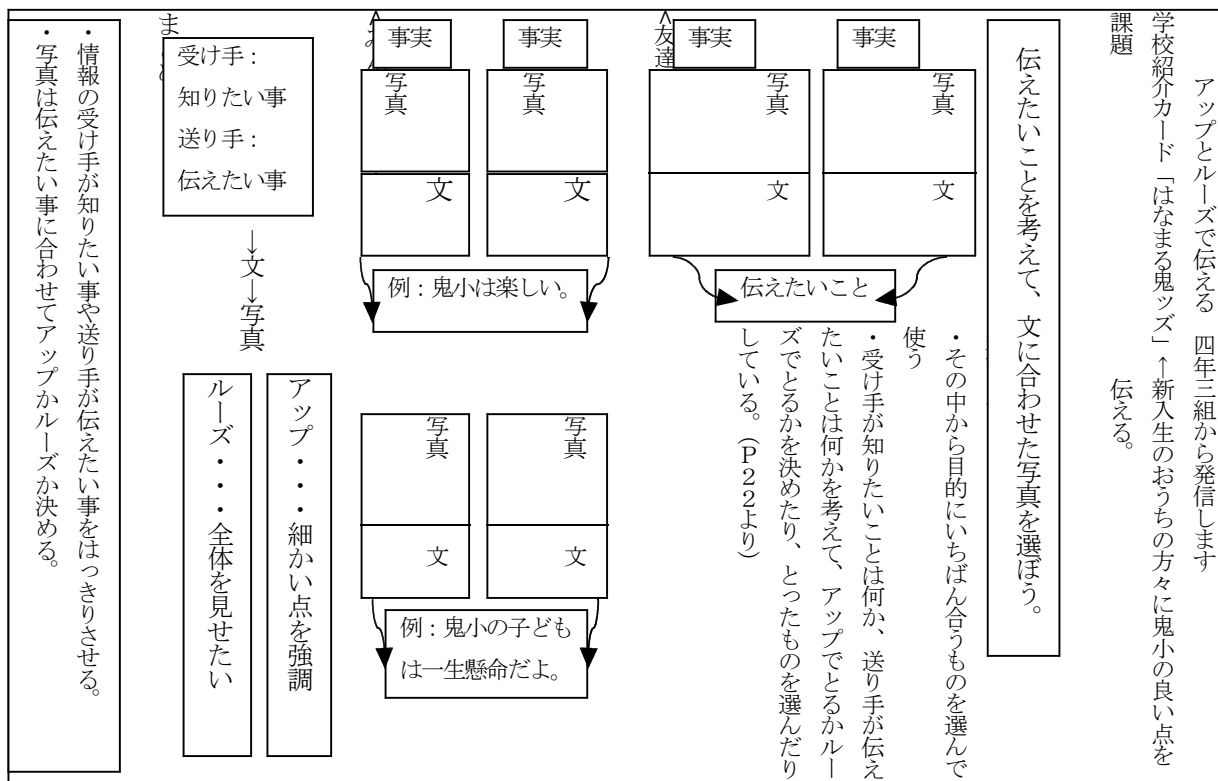 アップとルーズで伝える　四年三組から発信します
学校紹介カード「はなまる鬼ッズ」←新入生のおうちの方々に鬼小の良い点を
伝える。
課題
伝えたいことを考えて、文に合わせた写真を選ぼう。
・その中から目的にいちばん合うものを選んで
使う
・受け手が知りたいことは何か、送り手が伝え
たいことは何かを考えて、アップでとるかルー
ズでとるかを決めたり、とったものを選んだり
している。（P２２より）
事実
写真
文
事実
写真
文
伝えたいこと
<友達
事実
写真
文
事実
写真
文
例：鬼小は楽しい。
写真
文
写真
文
例：鬼小の子ども
は一生懸命だよ。
受け手：
知りたい事
送り手：
伝えたい事
→文→写真
アップ・・・細かい点を強調
ルーズ・・・全体を見せたい
・情報の受け手が知りたい事や送り手が伝えたい事をはっきりさせる。
・写真は伝えたい事に合わせてアップかルーズか決める。